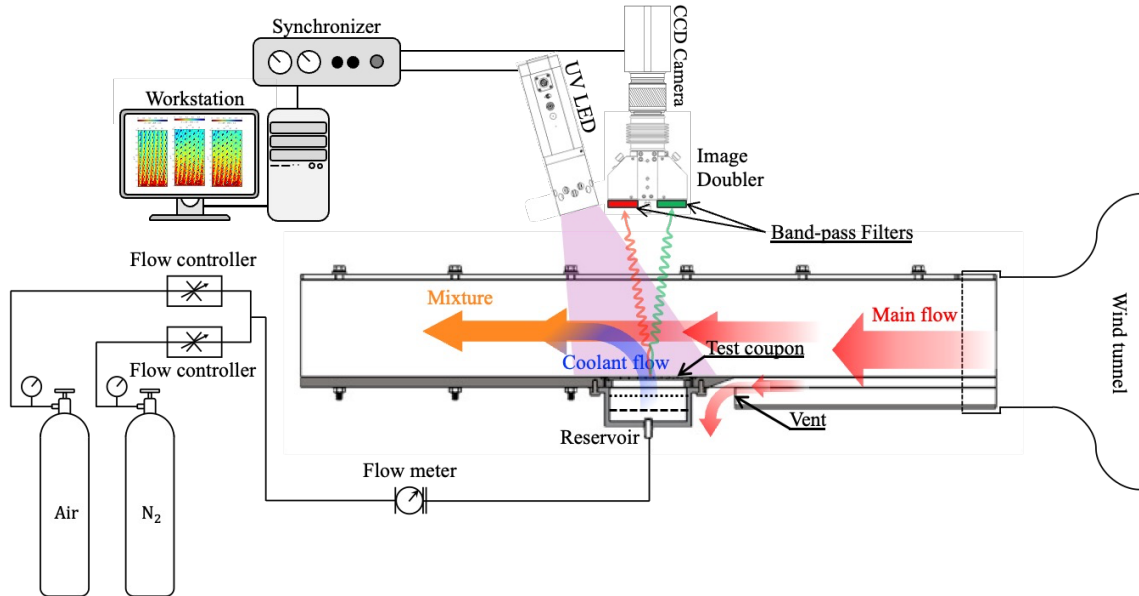 Synchronizer
CCD Camera
UV LED
Workstation
Image
Doubler
Band-pass Filters
Flow controller
Flow controller
Mixture
Main flow
Wind tunnel
Coolant flow
Test coupon
Reservoir
Vent
Flow meter
Air
N₂